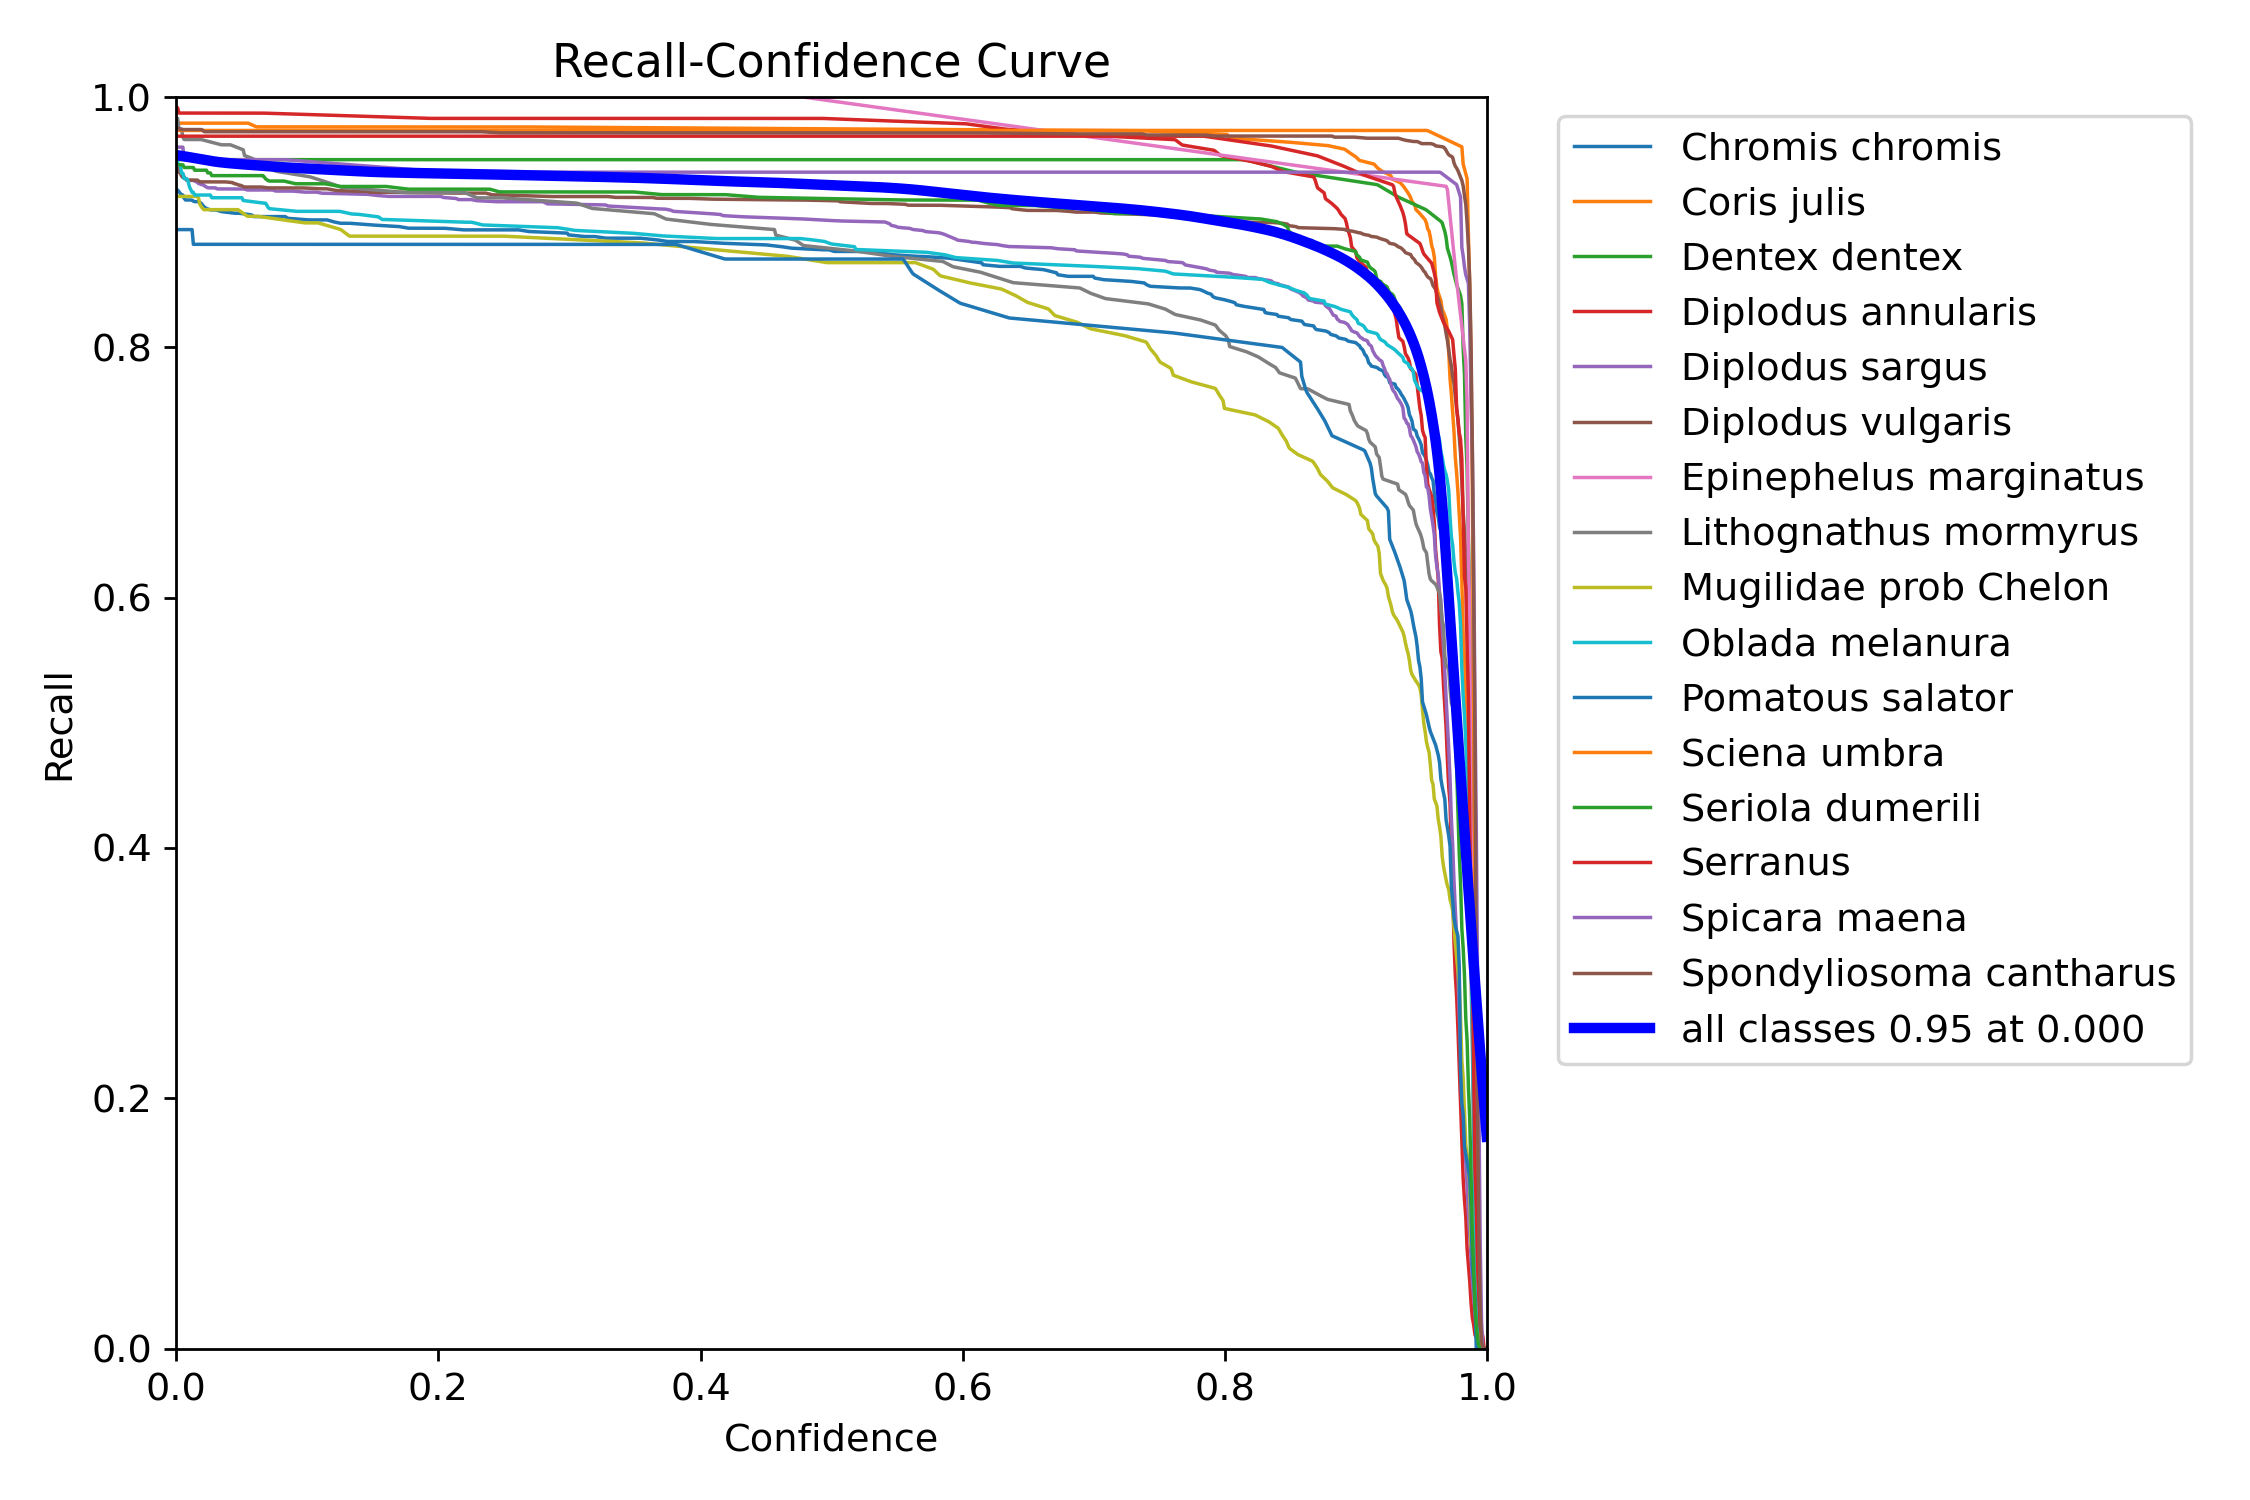 Recall-Confidence Curve
1.0
0.8
0.6
0.4
0.2
0.0
Recall
0.0 0.2 0.4 0.6 0.8 1.0
Confidence
Chromis chromis
Coris julis
Dentex dentex
Diplodus annularis
Diplodus sargus
Diplodus vulgaris
Epinephelus marginatus
Lithognathus mormyrus
Mugilidae prob Chelon
Oblada melanura
Pomatous salator
Sciena umbra
Seriola dumerili
Serranus
Spicara maena
Spondyliosoma cantharus
all classes 0.95 at 0.000